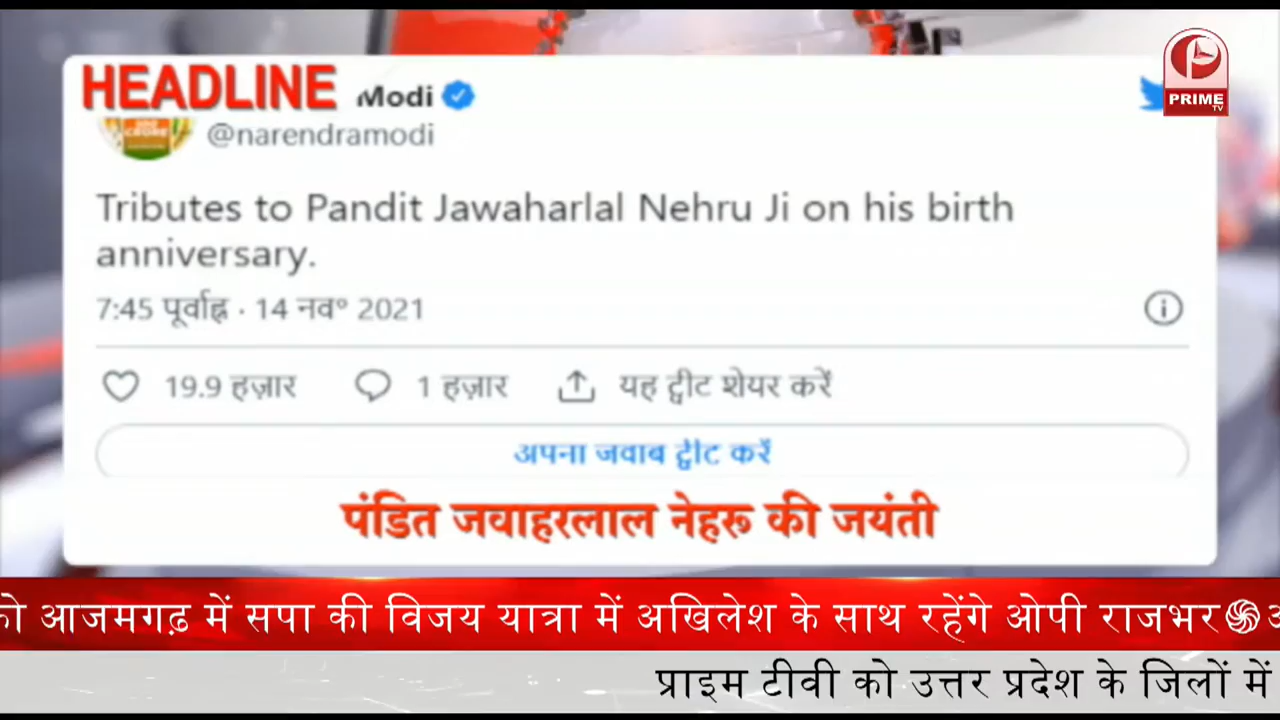 HEADLINE Modi
@narendramodi
PRIME
TV
Tributes to Pandit Jawaharlal Nehru Ji on his birth
anniversary.
7:45 पूर्वाह्न · 14 नव॰ 2021
19.9 हज़ार 1 हज़ार यह ट्वीट शेयर करें
अपना जवाब ट्वीट करें
पंडित जवाहरलाल नेहरू की जयंती
को आजमगढ़ में सपा की विजय यात्रा में अखिलेश के साथ रहेंगे ओपी राजभर
प्राइम टीवी को उत्तर प्रदेश के जिलों में